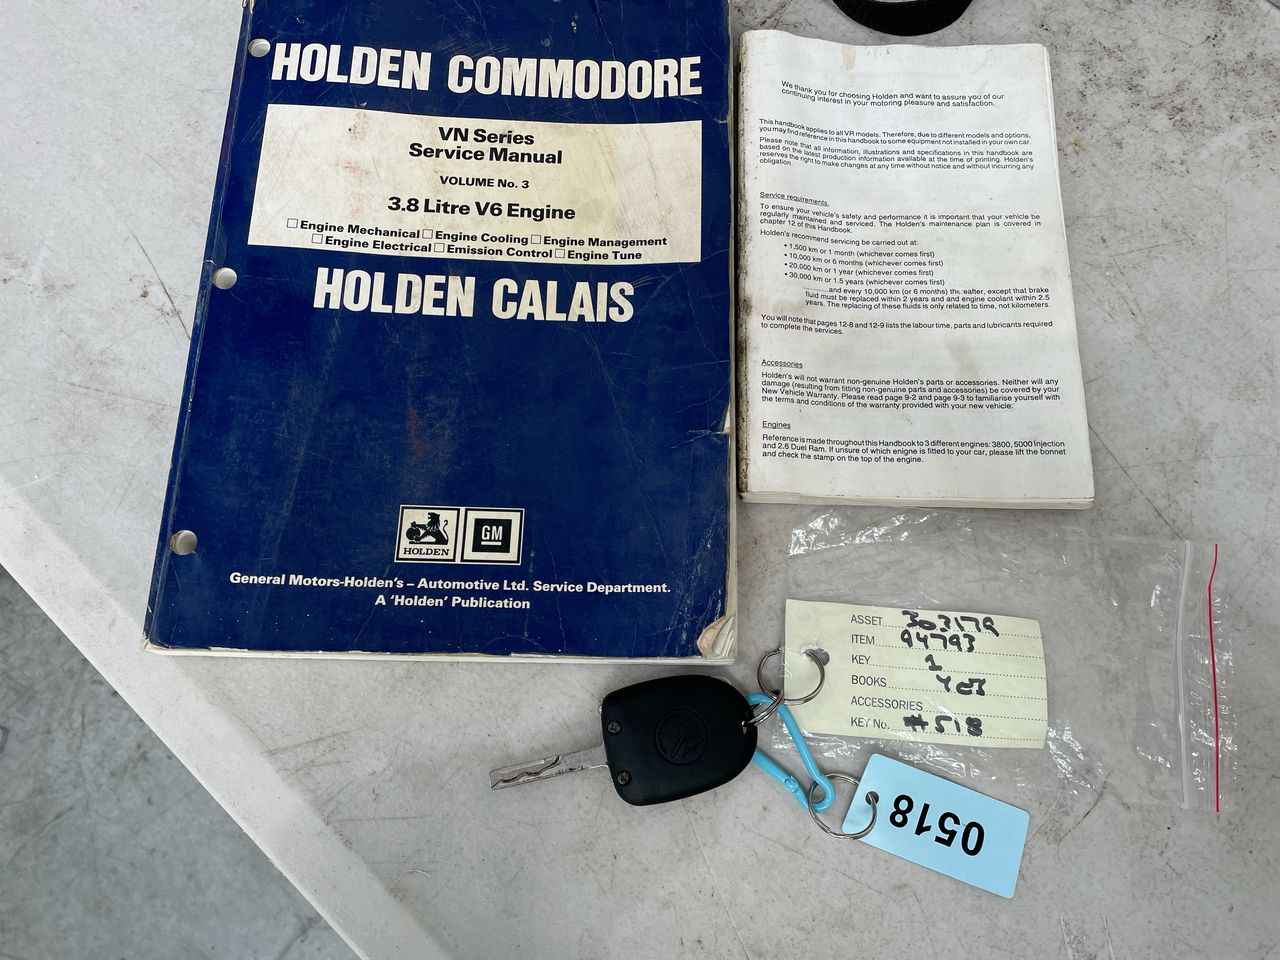 HOLDEN COMMODORE
VN Series
Service Manual
VOLUME No. 3
3.8 Litre V6 Engine
Engine Mechanical Engine Cooling Engine Management
Engine Electrical Emission Control Engine Tune
HOLDEN CALAIS
HOLDEN
GM
General Motors-Holden's – Automotive Ltd. Service Department.
A 'Holden' Publication
We thank you for choosing Holden and want to assure you of our
continuing interest in your motoring pleasure and satisfaction.
This handbook applies to all VR models. Therefore, due to different models and options,
you may find reference in this handbook to some equipment not installed in your own car.
Please note that all information, illustrations and specifications in this handbook are
based on the latest production information available at the time of printing. Holden's
reserves the right to make changes at any time without notice and without incurring any
obligation.
Service requirements
To ensure your vehicle's safety and performance it is important that your vehicle be
regularly maintained and serviced. The Holden's maintenance plan is covered in
chapter 12 of this Handbook.
Holden's recommend servicing be carried out at:
• 1,500 km or 1 month (whichever comes first)
• 10,000 km or 6 months (whichever comes first)
• 20,000 km or 1 year (whichever comes first)
• 30,000 km or 1.5 years (whichever comes first)
............and every 10,000 km (or 6 months) thereafter, except that brake
fluid must be replaced within 2 years and and engine coolant within 2.5
years. The replacing of these fluids is only related to time, not kilometers.
You will note that pages 12-8 and 12-9 lists the labour time, parts and lubricants required
to complete the services.
Accessories
Holden's will not warrant non-genuine Holden's parts or accessories. Neither will any
damage (resulting from fitting non-genuine parts and accessories) be covered by your
New Vehicle Warranty. Please read page 9-2 and page 9-3 to familiarise yourself with
the terms and conditions of the warranty provided with your new vehicle.
Engines
Reference is made throughout this Handbook to 3 different engines: 3800, 5000 Injection
and 2.6 Duel Ram. If unsure of which enigne is fitted to your car, please lift the bonnet
and check the stamp on the top of the engine.
ASSET
ITEM 94793
KEY 1
BOOKS
ACCESSORIES
KEY No. #518
0518